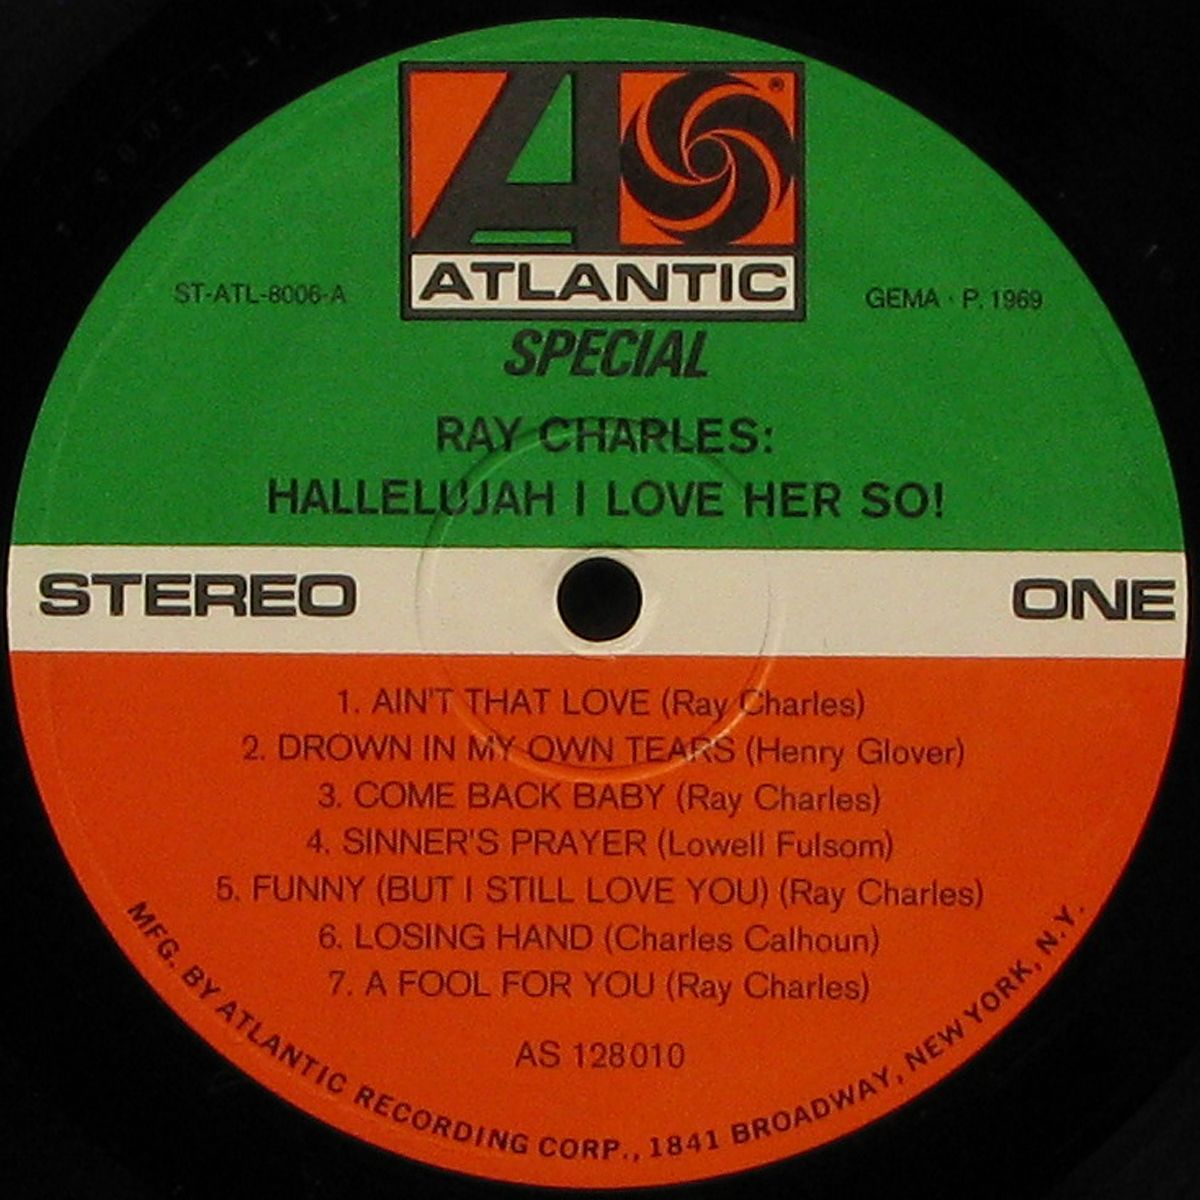 ATLANTIC
®
ST-ATL-8006-A
GEMA · P. 1969
SPECIAL
RAY CHARLES:
HALLELUJAH I LOVE HER SO!
STEREO
ONE
1. AIN'T THAT LOVE (Ray Charles)
2. DROWN IN MY OWN TEARS (Henry Glover)
3. COME BACK BABY (Ray Charles)
4. SINNER'S PRAYER (Lowell Fulsom)
5. FUNNY (BUT I STILL LOVE YOU) (Ray Charles)
6. LOSING HAND (Charles Calhoun)
7. A FOOL FOR YOU (Ray Charles)
AS 128 010
MFG. BY ATLANTIC RECORDING CORP., 1841 BROADWAY, NEW YORK, N.Y.